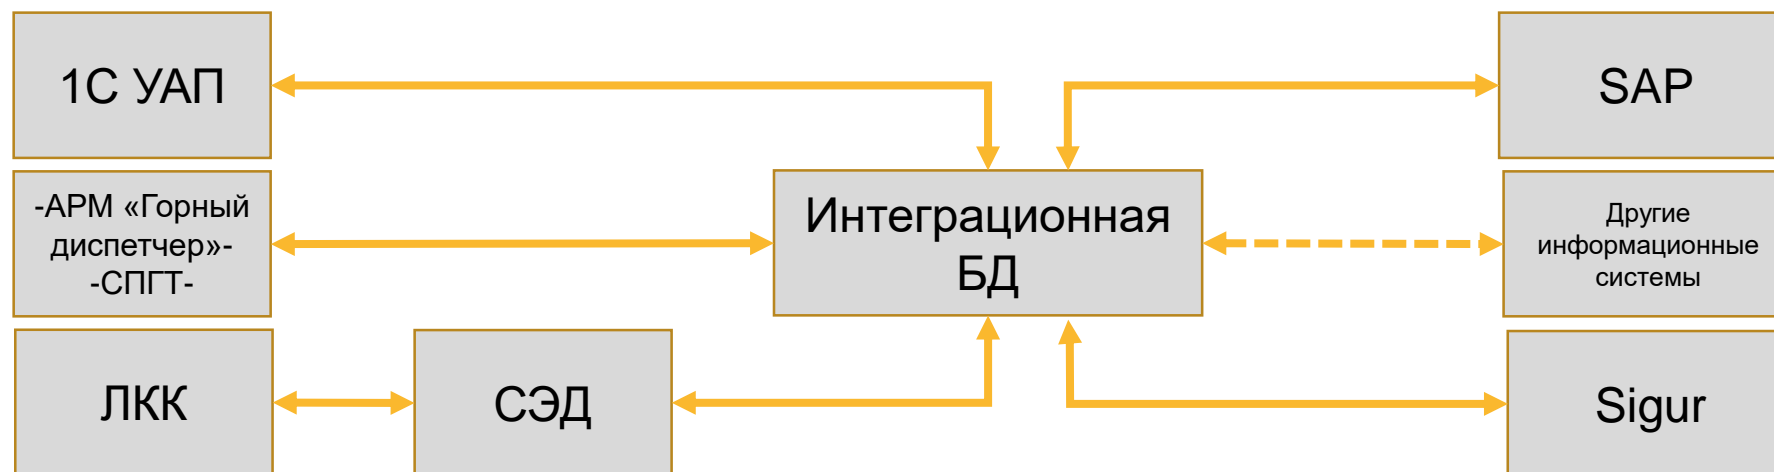 1С УАП
SAP
-АРМ «Горный
диспетчер»-
-СПГТ-
Интеграционная
БД
Другие
информационные
системы
ЛКК
СЭД
Sigur